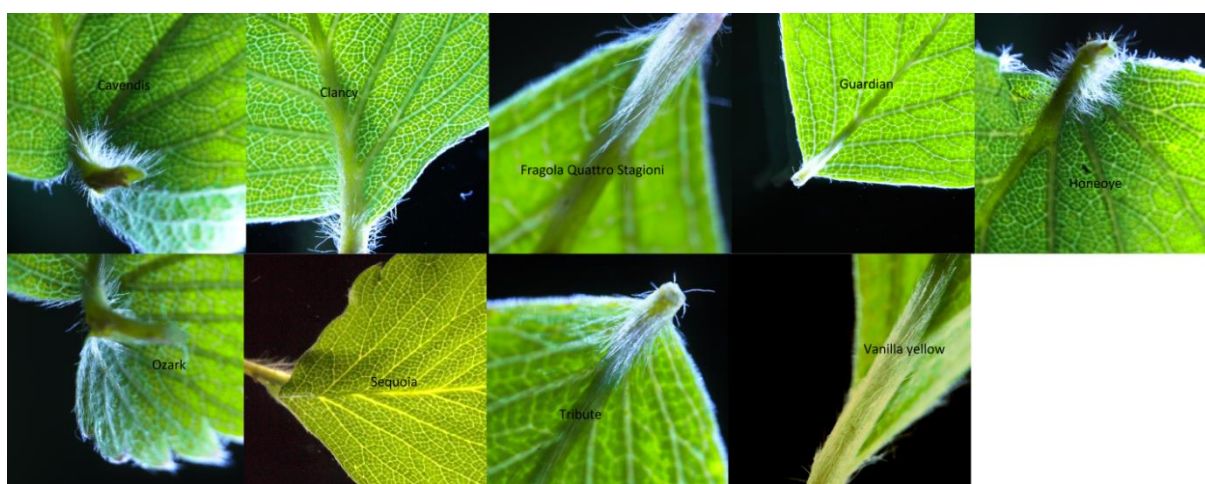 Cavendis
Clancy
Fragola Quattro Stagioni
Guardian
Honeoye
Ozark
Sequoia
Tribute
Vanilla yellow